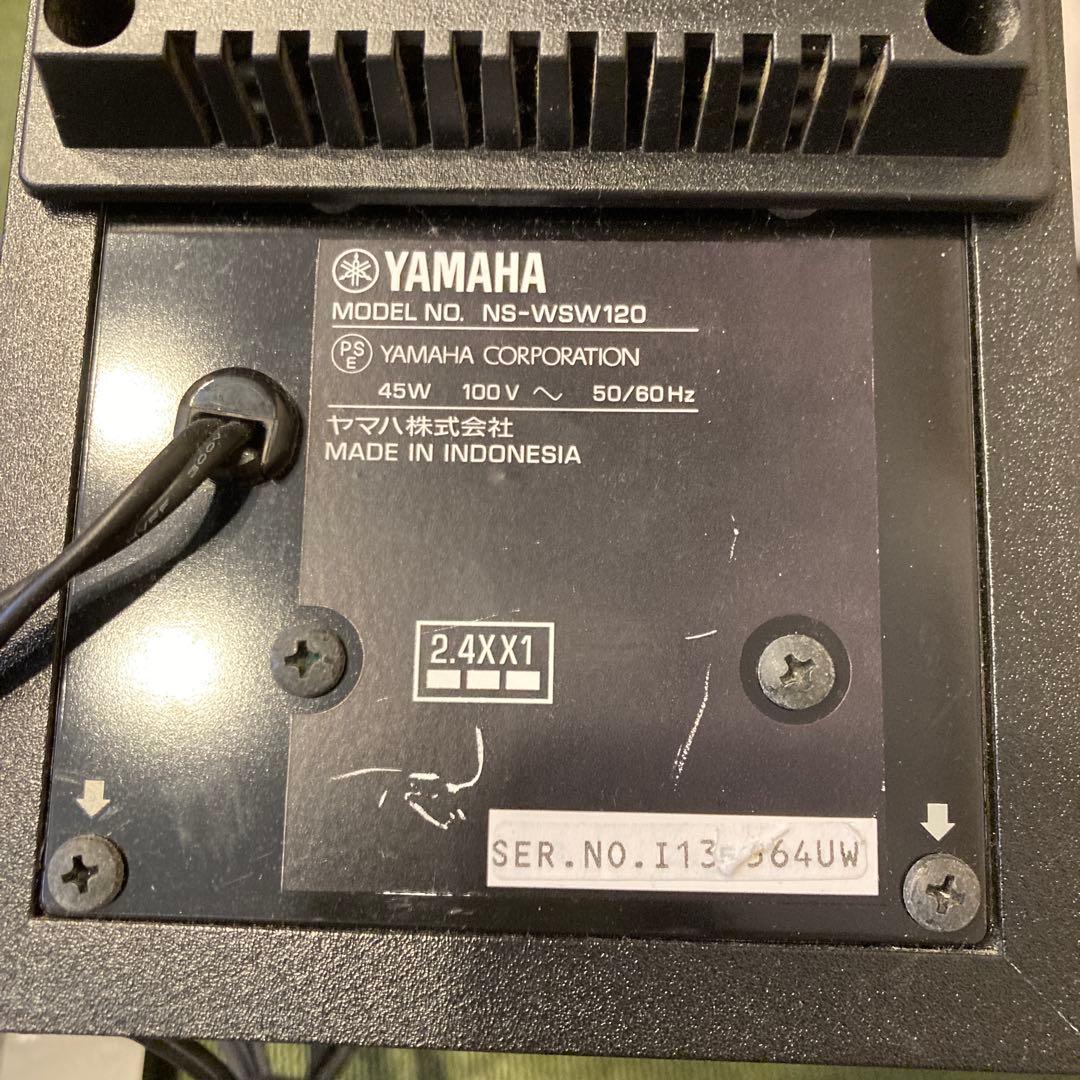 YAMAHA
MODEL NO. NS-WSW120
PSE YAMAHA CORPORATION
45W 100V ～ 50/60Hz
ヤマハ株式会社
MADE IN INDONESIA
2.4XX1
SER.NO.